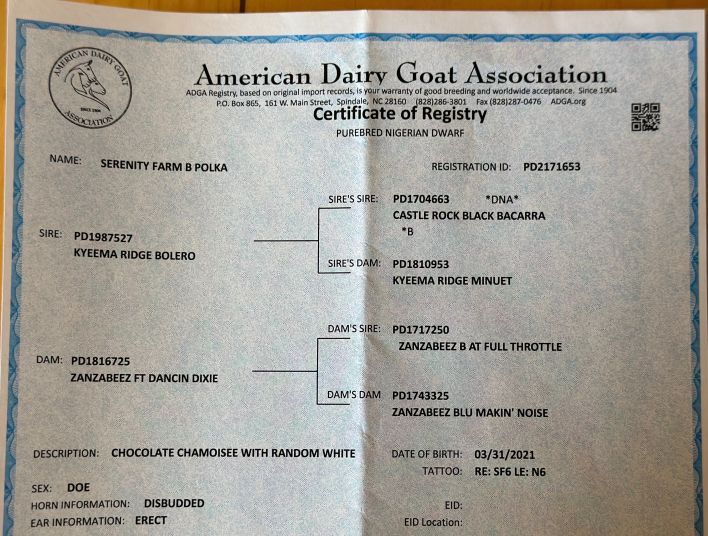 AMERICAN DAIRY GOAT
SINCE 1904
ASSOCIATION
American Dairy Goat Association
ADGA Registry, based on original import records, is your warranty of good breeding and worldwide acceptance. Since 1904
P.O. Box 865, 161 W. Main Street, Spindale, NC 28160 (828)286-3801 Fax (828)287-0476 ADGA.org
Certificate of Registry
PUREBRED NIGERIAN DWARF
NAME: SERENITY FARM B POLKA REGISTRATION ID: PD2171653
SIRE'S SIRE: PD1704663 *DNA*
CASTLE ROCK BLACK BACARRA
*B
SIRE: PD1987527
KYEEMA RIDGE BOLERO
SIRE'S DAM: PD1810953
KYEEMA RIDGE MINUET
DAM'S SIRE: PD1717250
ZANZABEEZ B AT FULL THROTTLE
DAM: PD1816725
ZANZABEEZ FT DANCIN DIXIE
DAM'S DAM PD1743325
ZANZABEEZ BLU MAKIN' NOISE
DESCRIPTION: CHOCOLATE CHAMOISEE WITH RANDOM WHITE DATE OF BIRTH: 03/31/2021
TATTOO: RE: SF6 LE: N6
SEX: DOE
HORN INFORMATION: DISBUDDED EID:
EAR INFORMATION: ERECT EID Location: